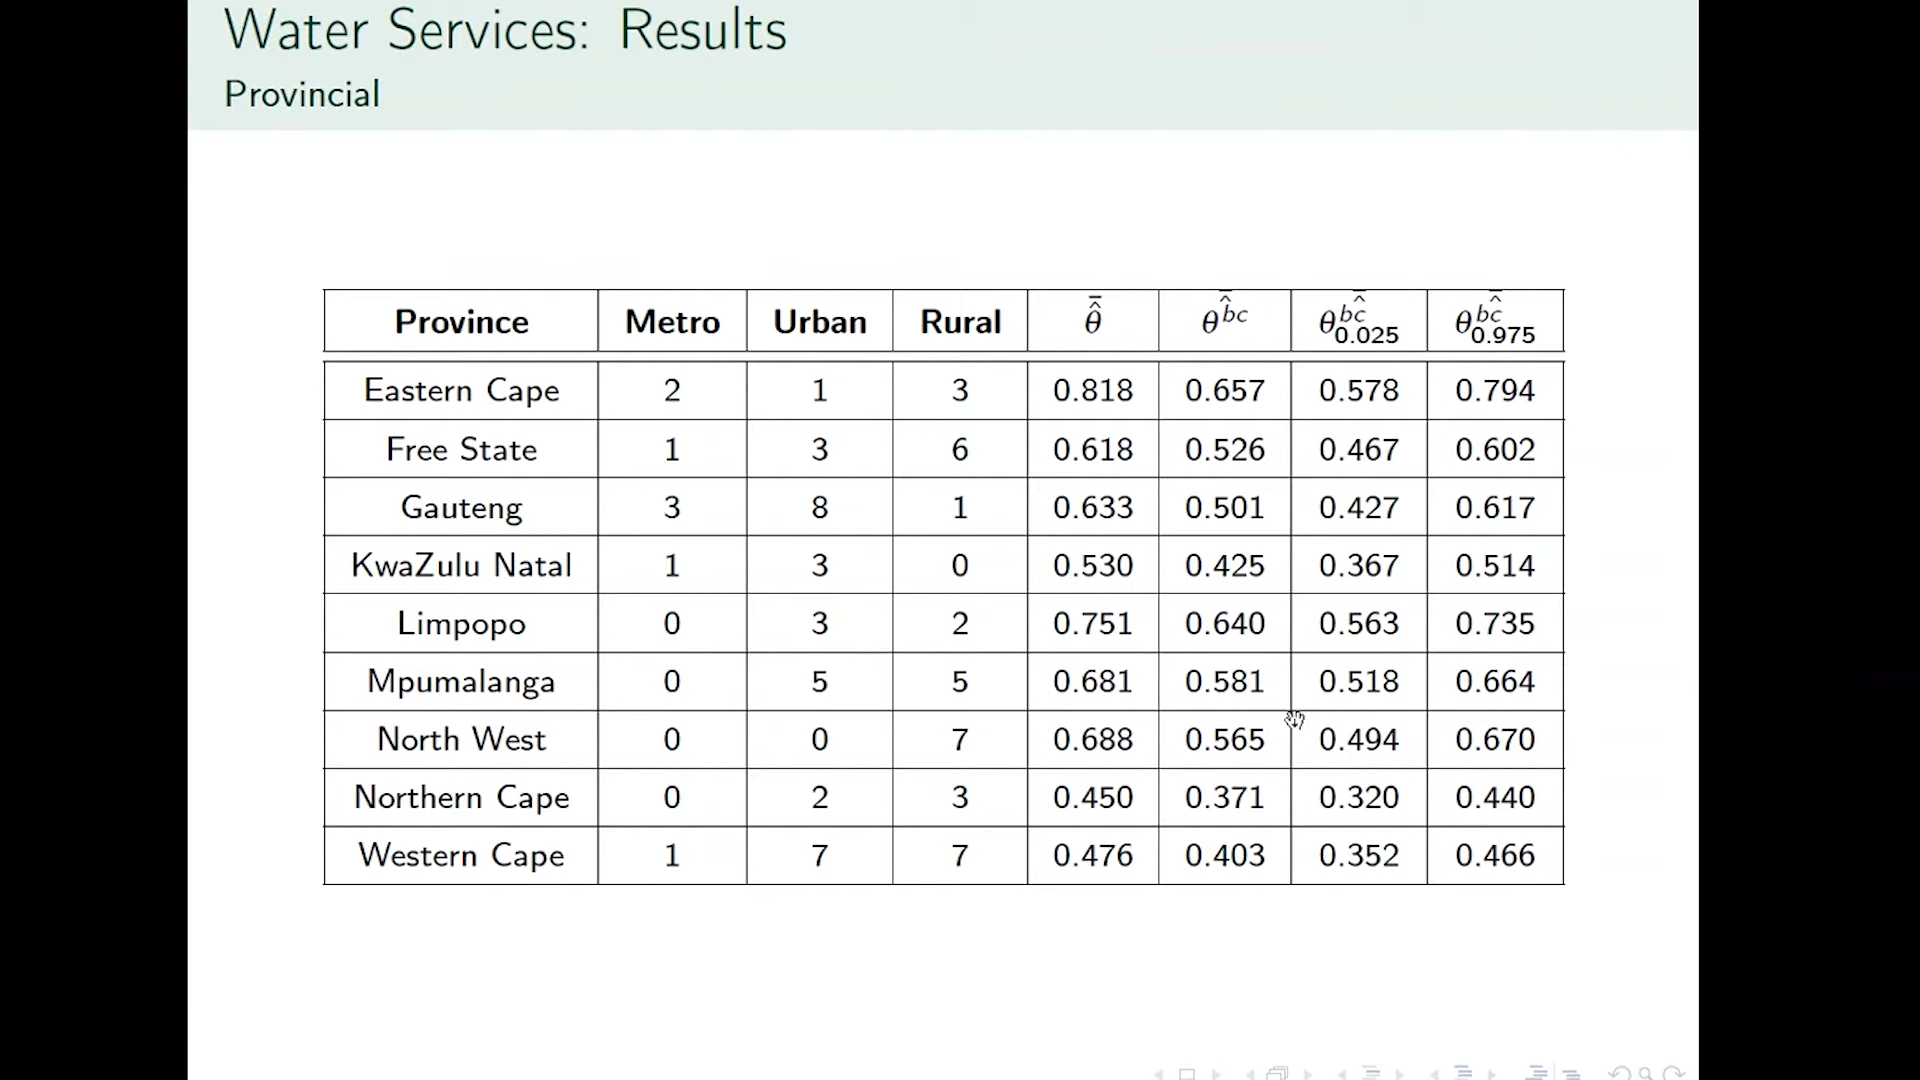 Water Services: Results
Provincial
Province Metro Urban Rural θ̂̄ θ̂̄^bc θ̂̄^bc_0.025 θ̂̄^bc_0.975
Eastern Cape 2 1 3 0.818 0.657 0.578 0.794
Free State 1 3 6 0.618 0.526 0.467 0.602
Gauteng 3 8 1 0.633 0.501 0.427 0.617
KwaZulu Natal 1 3 0 0.530 0.425 0.367 0.514
Limpopo 0 3 2 0.751 0.640 0.563 0.735
Mpumalanga 0 5 5 0.681 0.581 0.518 0.664
North West 0 0 7 0.688 0.565 0.494 0.670
Northern Cape 0 2 3 0.450 0.371 0.320 0.440
Western Cape 1 7 7 0.476 0.403 0.352 0.466